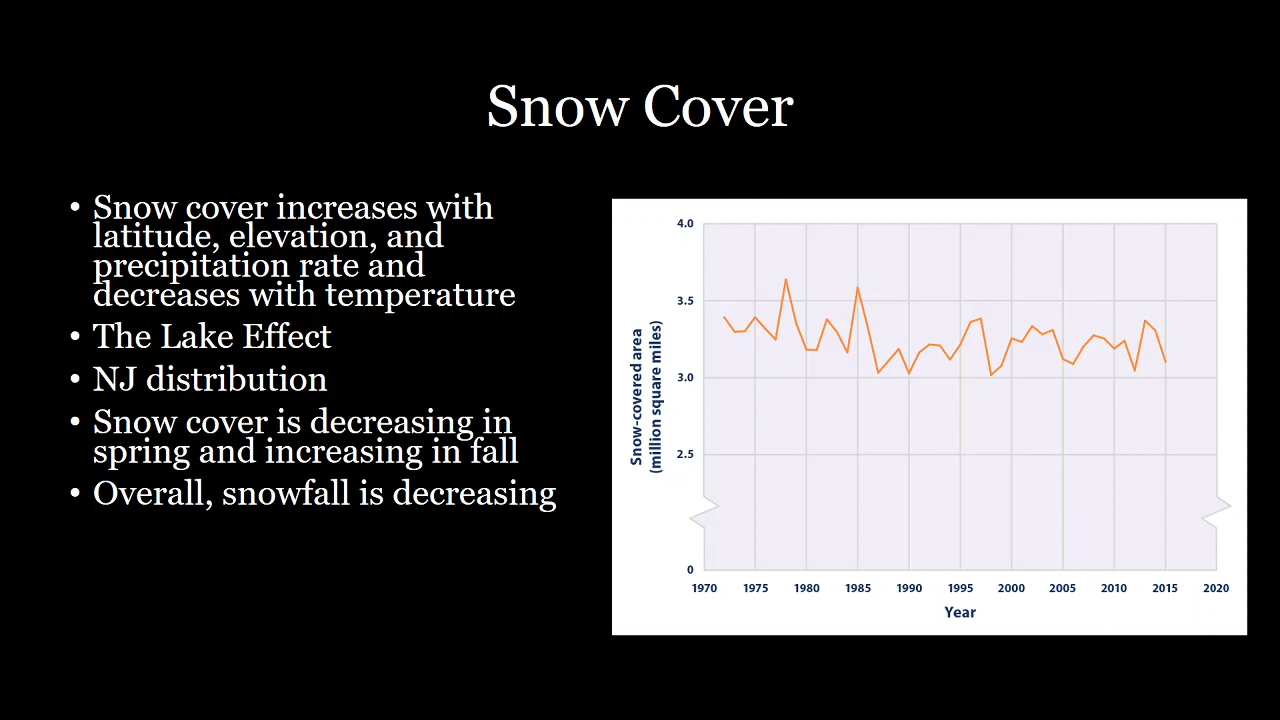 Snow Cover
• Snow cover increases with
latitude, elevation, and
precipitation rate and
decreases with temperature
• The Lake Effect
• NJ distribution
• Snow cover is decreasing in
spring and increasing in fall
• Overall, snowfall is decreasing
Snow-covered area
(million square miles)
4.0
3.5
3.0
2.5
0
1970 1975 1980 1985 1990 1995 2000 2005 2010 2015 2020
Year